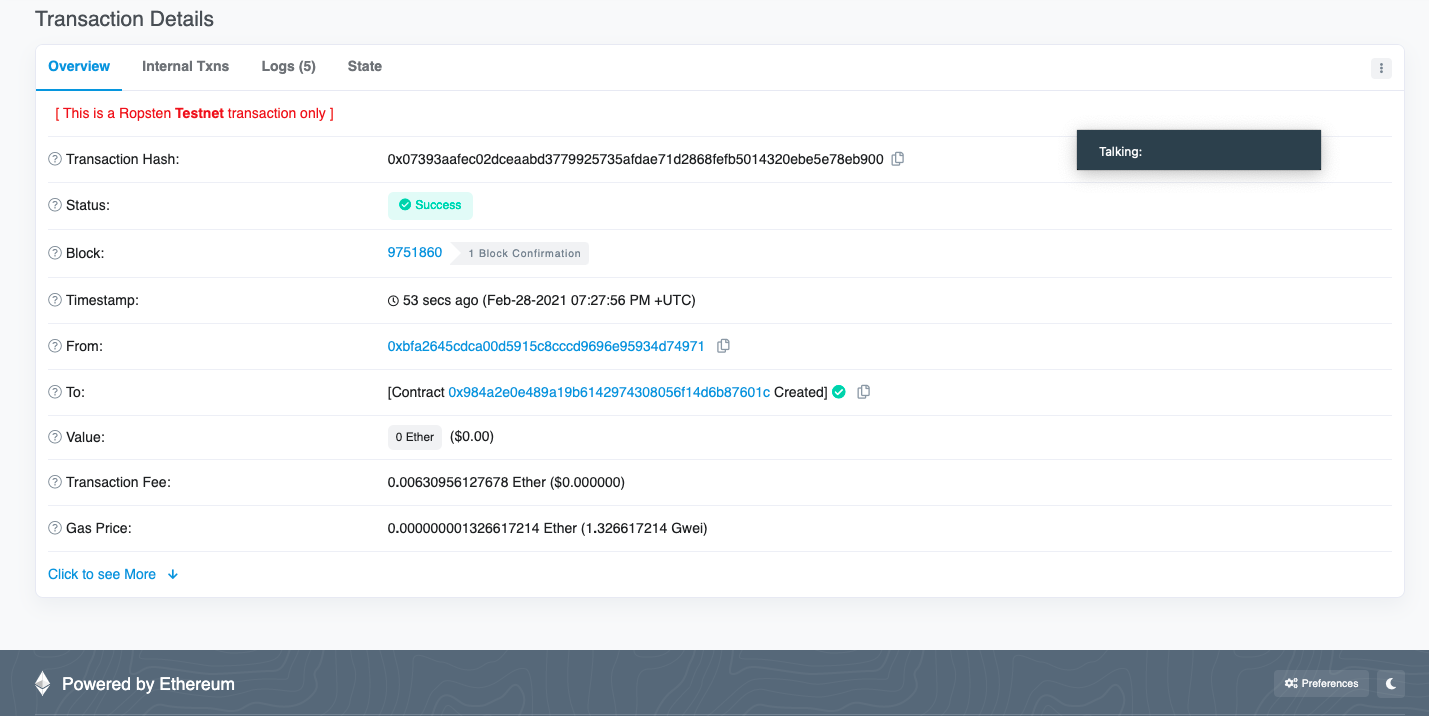 Transaction Details
Overview Internal Txns Logs (5) State
[ This is a Ropsten Testnet transaction only ]
Transaction Hash: 0x07393aafec02dceaabd3779925735afdae71d2868fefb5014320ebe5e78eb900
Talking:
Status: Success
Block: 9751860 1 Block Confirmation
Timestamp: 53 secs ago (Feb-28-2021 07:27:56 PM +UTC)
From: 0xbfa2645cdca00d5915c8cccd9696e95934d74971
To: [Contract 0x984a2e0e489a19b6142974308056f14d6b87601c Created]
Value: 0 Ether ($0.00)
Transaction Fee: 0.00630956127678 Ether ($0.000000)
Gas Price: 0.000000001326617214 Ether (1.326617214 Gwei)
Click to see More
Powered by Ethereum
Preferences